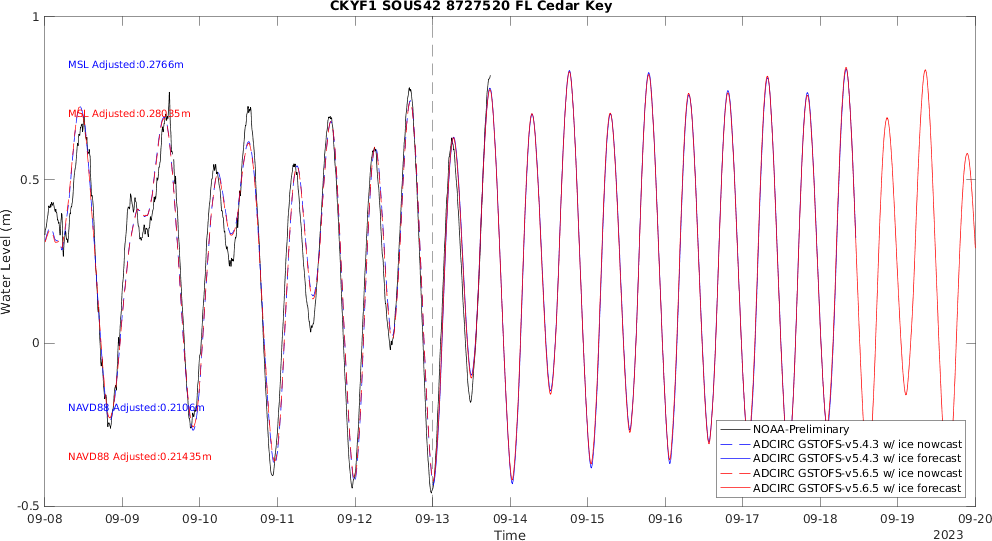 CKYF1 SOUS42 8727520 FL Cedar Key
1
MSL Adjusted:0.2766m
MSL Adjusted:0.28035m
0.5
Water Level (m)
0
NAVD88 Adjusted:0.2106m
NAVD88 Adjusted:0.21435m
NOAA-Preliminary
ADCIRC GSTOFS-v5.4.3 w/ ice nowcast
ADCIRC GSTOFS-v5.4.3 w/ ice forecast
ADCIRC GSTOFS-v5.6.5 w/ ice nowcast
ADCIRC GSTOFS-v5.6.5 w/ ice forecast
-0.5
09-08 09-09 09-10 09-11 09-12 09-13 09-14 09-15 09-16 09-17 09-18 09-19 09-20
Time
2023